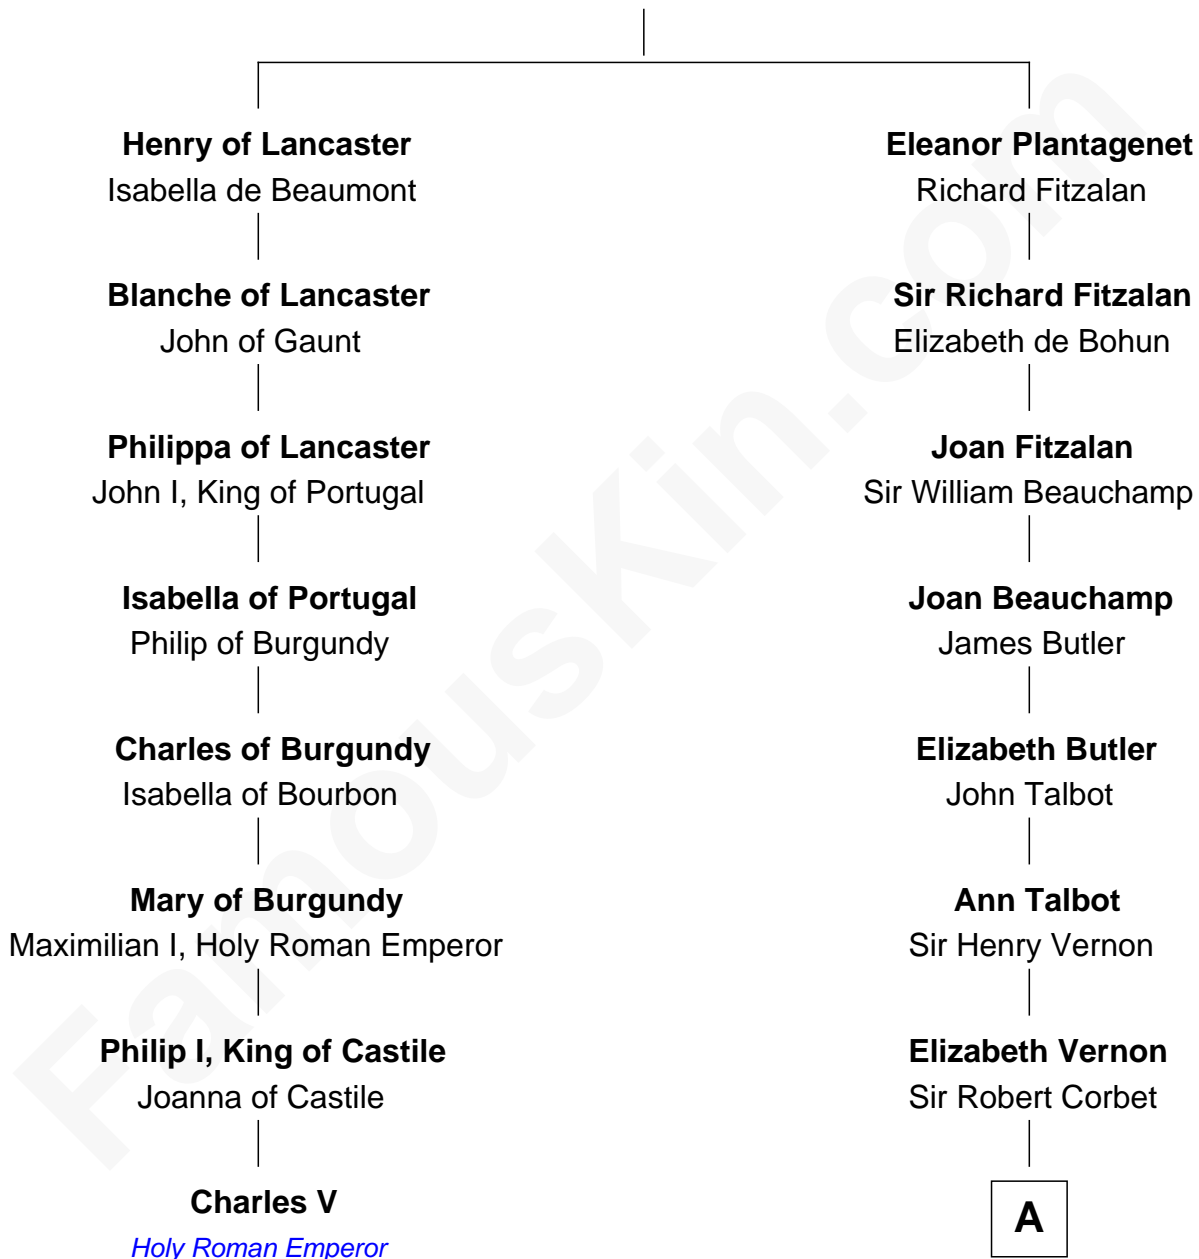 Henry of Lancaster
Isabella de Beaumont
Blanche of Lancaster
John of Gaunt
Philippa of Lancaster
John I, King of Portugal
Isabella of Portugal
Philip of Burgundy
Charles of Burgundy
Isabella of Bourbon
Mary of Burgundy
Maximilian I, Holy Roman Emperor
Philip I, King of Castile
Joanna of Castile
Charles V
Holy Roman Emperor
Eleanor Plantagenet
Richard Fitzalan
Sir Richard Fitzalan
Elizabeth de Bohun
Joan Fitzalan
Sir William Beauchamp
Joan Beauchamp
James Butler
Elizabeth Butler
John Talbot
Ann Talbot
Sir Henry Vernon
Elizabeth Vernon
Sir Robert Corbet
A
FamousKin.com